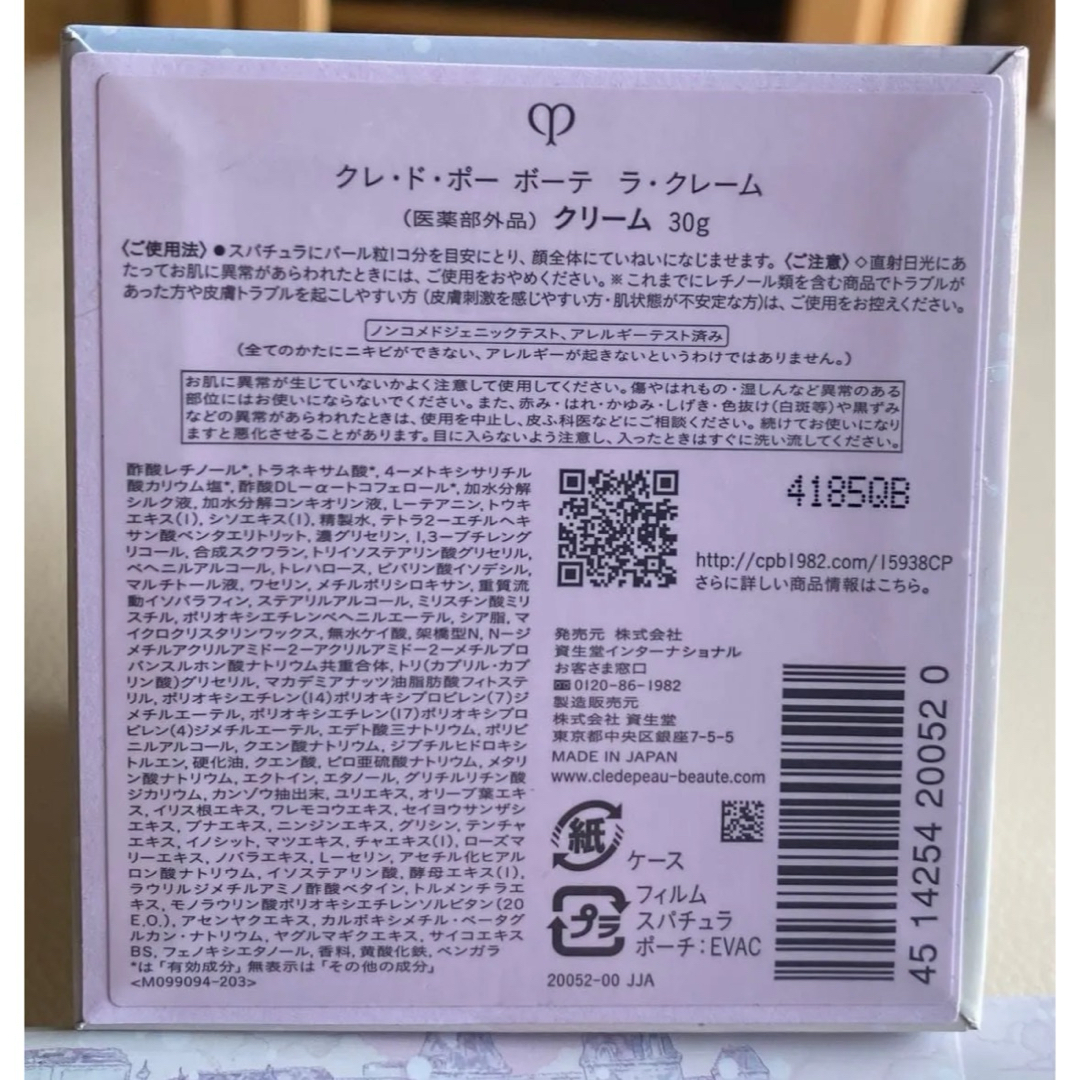 クレ・ド・ポー ボーテ ラ・クレーム
(医薬部外品) クリーム 30g
〈ご使用法〉●スパチュラにパール粒1コ分を目安にとり、顔全体にていねいになじませます。〈ご注意〉◇直射日光にあ
たってお肌に異常があらわれたときには、ご使用をおやめください。※これまでにレチノール類を含む商品でトラブルが
あった方や皮膚トラブルを起こしやすい方（皮膚刺激を感じやすい方・肌状態が不安定な方）は、ご使用をお控えください。
ノンコメドジェニックテスト、アレルギーテスト済み
（全てのかたにニキビができない、アレルギーが起きないというわけではありません。）
お肌に異常が生じていないかよく注意して使用してください。傷やはれもの・湿しんなど異常のある
部位にはお使いにならないでください。また、赤み・はれ・かゆみ・しげき・色抜け(白斑等)や黒ずみ
などの異常があらわれたときは、使用を中止し、皮ふ科医などにご相談ください。続けてお使いになり
ますと悪化させることがあります。目に入らないよう注意し、入ったときはすぐに洗い流してください。
酢酸レチノール*, トラネキサム酸*, 4ーメトキシサリチル
酸カリウム塩*, 酢酸DLーαートコフェロール*, 加水分解
シルク液, 加水分解コンキオリン液, Lーテアニン, トウキ
エキス(1), シソエキス(1), 精製水, テトラ2ーエチルヘキ
サン酸ペンタエリトリット, 濃グリセリン, 1,3ーブチレング
リコール, 合成スクワラン, トリイソステアリン酸グリセリル,
ベヘニルアルコール, トレハロース, ピバリン酸イソデシル,
マルチトール液, ワセリン, メチルポリシロキサン, 重質流
動イソパラフィン, ステアリルアルコール, ミリスチン酸ミリ
スチル, ポリオキシエチレンベヘニルエーテル, シア脂, マ
イクロクリスタリンワックス, 無水ケイ酸, 架橋型N, Nージ
メチルアクリルアミドー2ーアクリルアミドー2ーメチルプロ
パンスルホン酸ナトリウム共重合体, トリ(カプリル・カプ
リン酸)グリセリル, マカデミアナッツ油脂肪酸フィトステ
リル, ポリオキシエチレン(14)ポリオキシプロピレン(7)ジ
メチルエーテル, ポリオキシエチレン(17)ポリオキシプロ
ピレン(4)ジメチルエーテル, エデト酸三ナトリウム, ポリビ
ニルアルコール, クエン酸ナトリウム, ジブチルヒドロキシ
トルエン, 硬化油, クエン酸, ピロ亜硫酸ナトリウム, メタリ
ン酸ナトリウム, エクトイン, エタノール, グリチルリチン酸
ジカリウム, カンゾウ抽出末, ユリエキス, オリーブ葉エキ
ス, イリス根エキス, ワレモコウエキス, セイヨウサンザシ
エキス, ブナエキス, ニンジンエキス, グリシン, テンチャ
エキス, イノシット, マツエキス, チャエキス(1), ローズマ
リーエキス, ノバラエキス, Lーセリン, アセチル化ヒアル
ロン酸ナトリウム, イソステアリン酸, 酵母エキス(1),
ラウリルジメチルアミノ酢酸ベタイン, トルメンチラエ
キス, モノラウリン酸ポリオキシエチレンソルビタン(20
E.O.), アセンヤクエキス, カルボキシメチル・ベータグ
ルカン・ナトリウム, ヤグルマギクエキス, サイコエキス
BS, フェノキシエタノール, 香料, 黄酸化鉄, ベンガラ
*は「有効成分」無表示は「その他の成分」
<M099094-203>
4185QB
http://cpb1982.com/15938CP
さらに詳しい商品情報はこちら。
発売元 株式会社
資生堂インターナショナル
お客さま窓口
0120-86-1982
製造販売元
株式会社 資生堂
東京都中央区銀座7-5-5
MADE IN JAPAN
www.cledepeau-beaute.com
紙
ケース
プラ
フィルム
スパチュラ
ポーチ：EVAC
20052-00 JJA
45 14254 20052 0